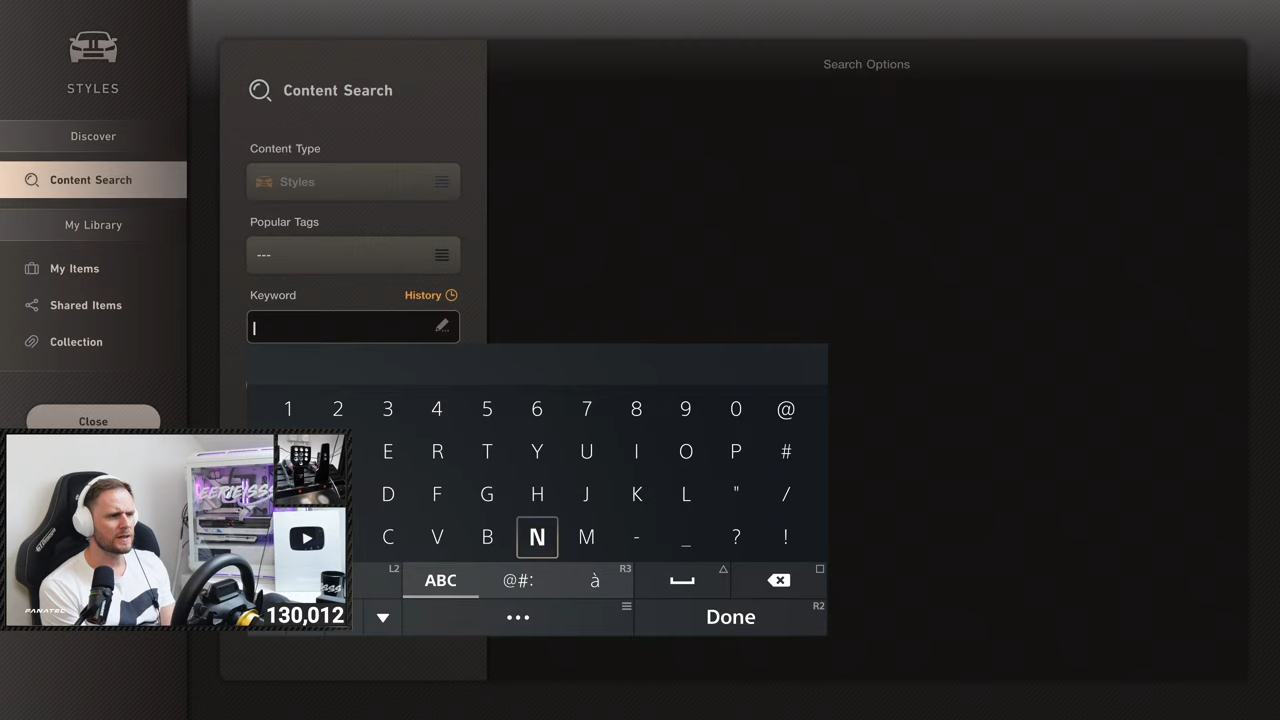 STYLES
Discover
Content Search
My Library
My Items
Shared Items
Collection
Close
Content Search
Content Type
Styles
Popular Tags
---
Keyword
History
Search Options
1 2 3 4 5 6 7 8 9 0 @
E R T Y U I O P #
D F G H J K L " /
C V B N M - _ ? !
L2
ABC
@#:
à
R3
Done
R2
FANATEC
130,012